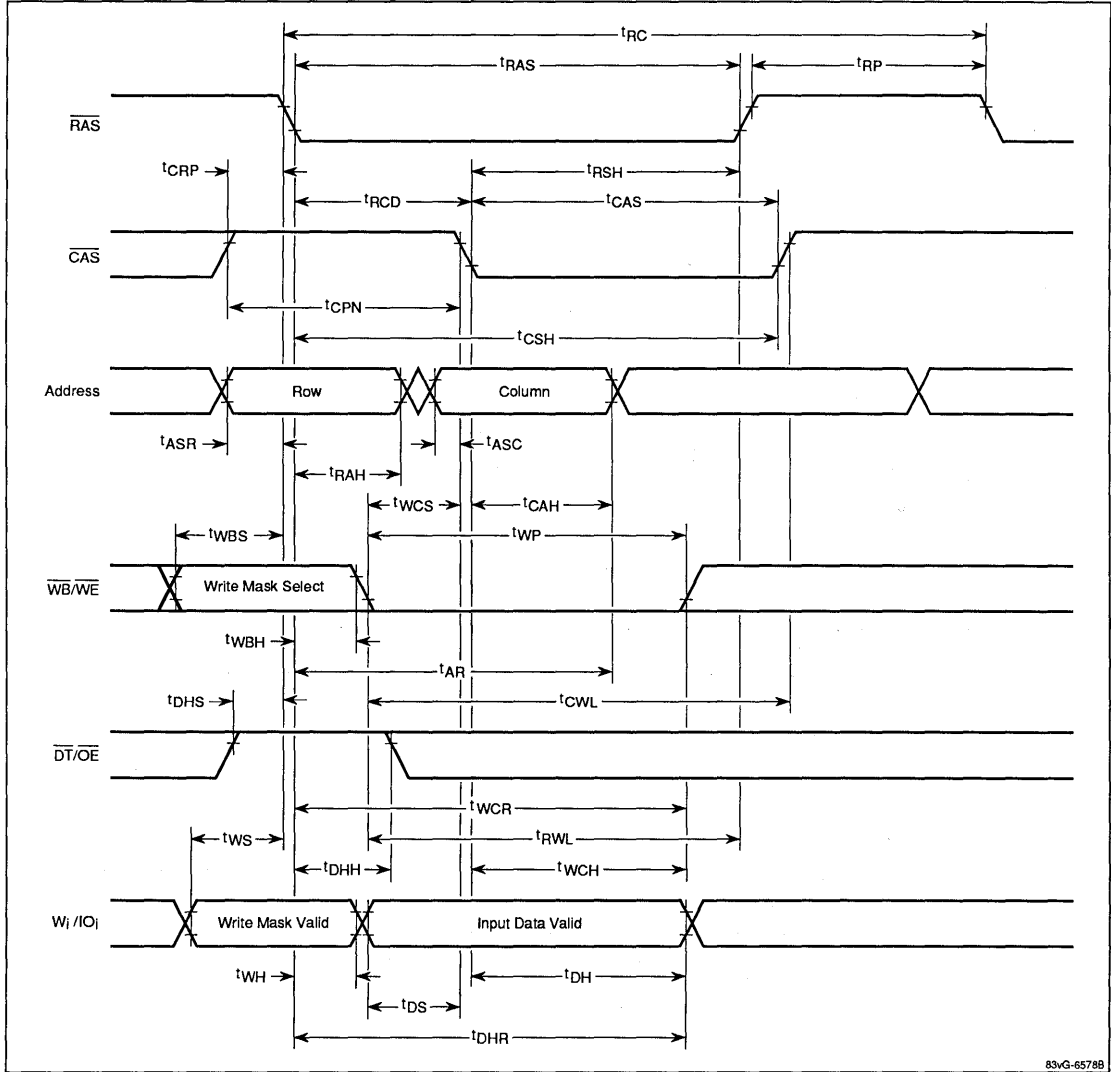 tRC
tRAS
tRP
RAS
tCRP
tRSH
tRCD
tCAS
CAS
tCPN
tCSH
Address
Row
Column
tASR
tASC
tRAH
tWCS
tCAH
tWBS
tWP
WB/WE
Write Mask Select
tWBH
tAR
tDHS
tCWL
DT/OE
tWCR
tWS
tRWL
tDHH
tWCH
Wi/IOi
Write Mask Valid
Input Data Valid
tWH
tDH
tDS
tDHR
83vG-6578B